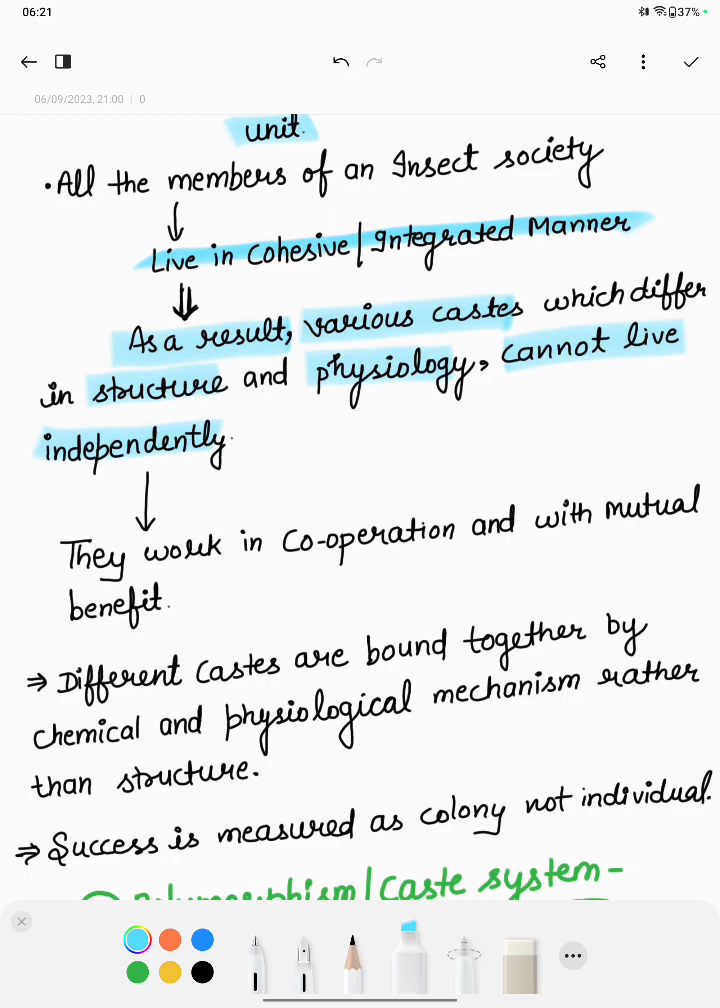 06:21
37%
06/09/2023, 21:00 | 0
unit.
•All the members of an Insect society
Live in Cohesive | Integrated Manner
As a result, various castes which differ
in structure and physiology, cannot live
independently.
They work in Co-operation and with mutual
benefit.
⇒ Different Castes are bound together by
chemical and physiological mechanism rather
than structure.
⇒ Success is measured as colony not individual.
Polymorphism | Caste system -